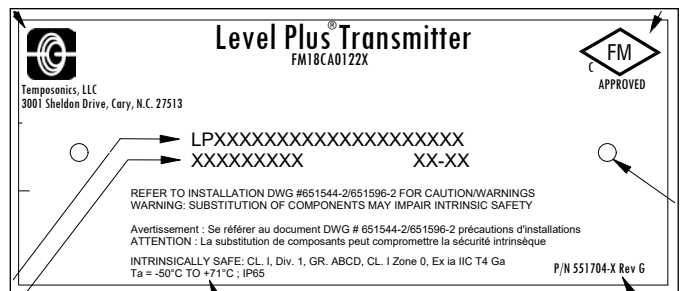 Level Plus® Transmitter
FM18CA0122X
FM
C
APPROVED
Temposonics, LLC
3001 Sheldon Drive, Cary, N.C. 27513
LPXXXXXXXXXXXXXXXXXXXX
XXXXXXXXX XX-XX
REFER TO INSTALLATION DWG #651544-2/651596-2 FOR CAUTION/WARNINGS
WARNING: SUBSTITUTION OF COMPONENTS MAY IMPAIR INTRINSIC SAFETY
Avertissement : Se référer au document DWG # 651544-2/651596-2 précautions d'installations
ATTENTION : La substitution de composants peut compromettre la sécurité intrinsèque
INTRINSICALLY SAFE: CL. I, Div. 1, GR. ABCD, CL. I Zone 0, Ex ia IIC T4 Ga
Ta = -50°C TO +71°C ; IP65
P/N 551704-X Rev G